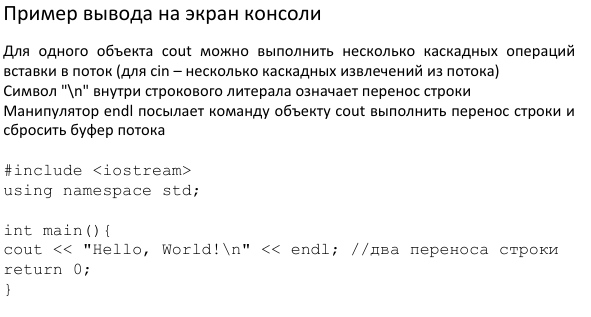 Пример вывода на экран консоли
Для одного объекта cout можно выполнить несколько каскадных операций
вставки в поток (для cin – несколько каскадных извлечений из потока)
Символ "\n" внутри строкового литерала означает перенос строки
Манипулятор endl посылает команду объекту cout выполнить перенос строки и
сбросить буфер потока
#include <iostream>
using namespace std;
int main(){
cout << "Hello, World!\n" << endl; //два переноса строки
return 0;
}